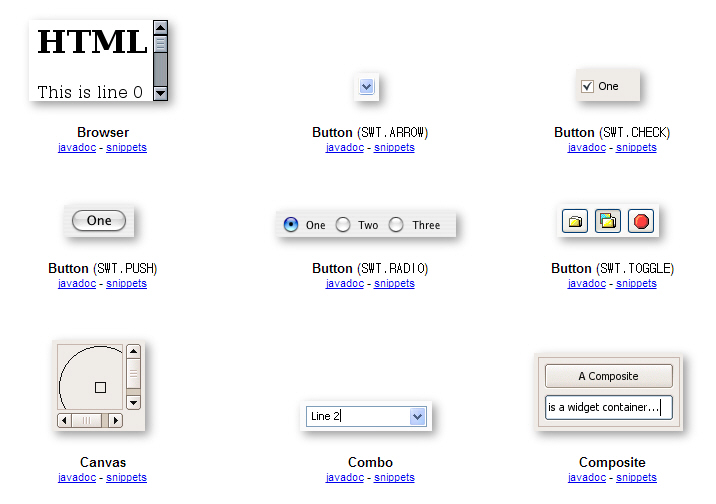 HTML
This is line 0
Browser
javadoc - snippets
Button (SWT.ARROW)
javadoc - snippets
One
Button (SWT.CHECK)
javadoc - snippets
One
Button (SWT.PUSH)
javadoc - snippets
One Two Three
Button (SWT.RADIO)
javadoc - snippets
Button (SWT.TOGGLE)
javadoc - snippets
Canvas
javadoc - snippets
Line 2
Combo
javadoc - snippets
A Composite
is a widget container...
Composite
javadoc - snippets